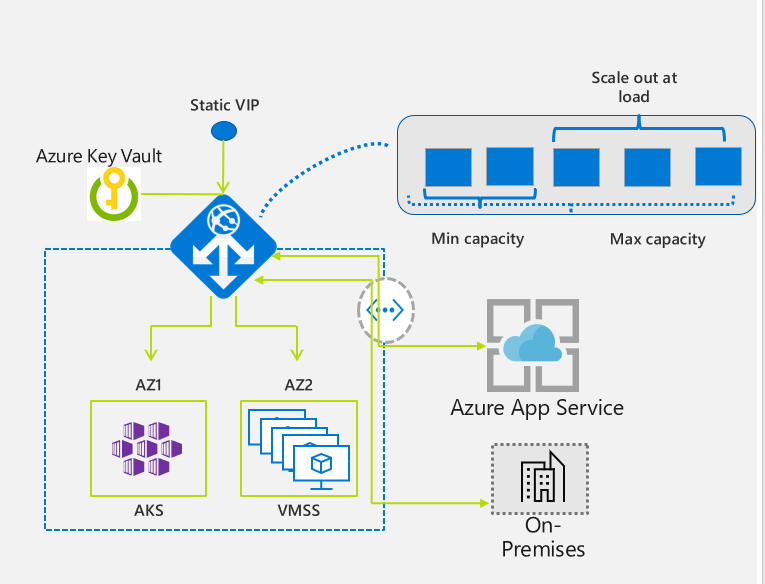 Scale out at
load
Static VIP
Azure Key Vault
Min capacity
Max capacity
AZ1
AZ2
Azure App Service
AKS
VMSS
On-
Premises